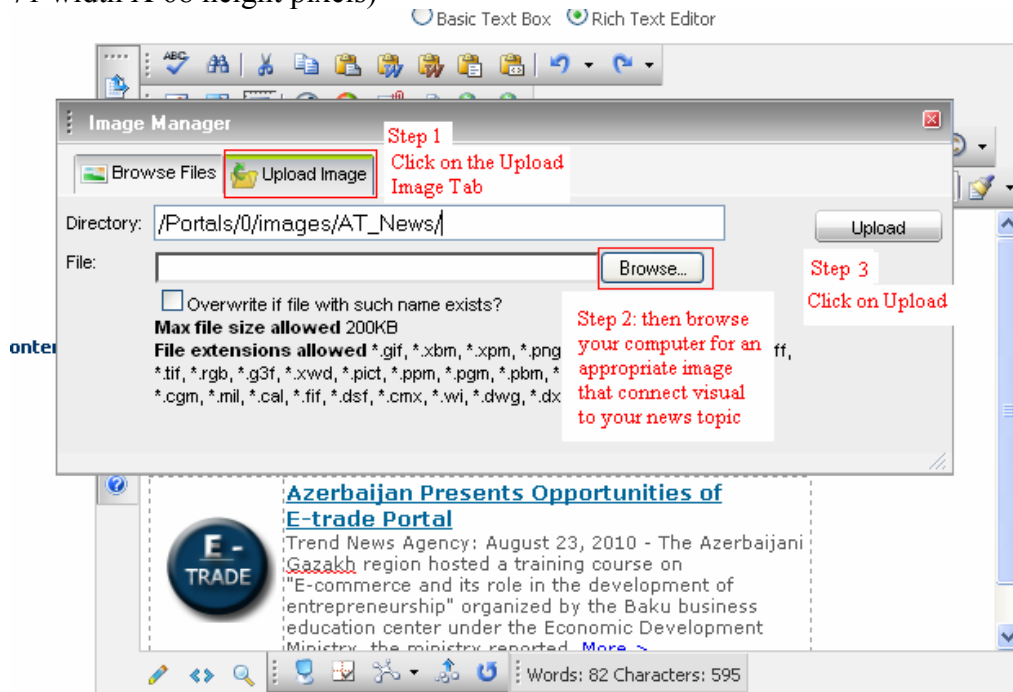 Basic Text Box Rich Text Editor
ABC
Image Manager
Step 1
Click on the Upload
Image Tab
Browse Files Upload Image
Directory: /Portals/0/images/AT_News/
Upload
File: Browse...
Step 3
Click on Upload
Overwrite if file with such name exists?
Max file size allowed 200KB
File extensions allowed *.gif, *.xbm, *.xpm, *.png
*.tif, *.rgb, *.g3f, *.xwd, *.pict, *.ppm, *.pgm, *.pbm, *
*.cgm, *.mil, *.cal, *.fif, *.dsf, *.cmx, *.wi, *.dwg, *.dx
Step 2: then browse
your computer for an
appropriate image
that connect visual
to your news topic
E -
TRADE
Azerbaijan Presents Opportunities of
E-trade Portal
Trend News Agency: August 23, 2010 - The Azerbaijani
Gazakh region hosted a training course on
"E-commerce and its role in the development of
entrepreneurship" organized by the Baku business
education center under the Economic Development
Ministry, the ministry reported. More >
Words: 82 Characters: 595